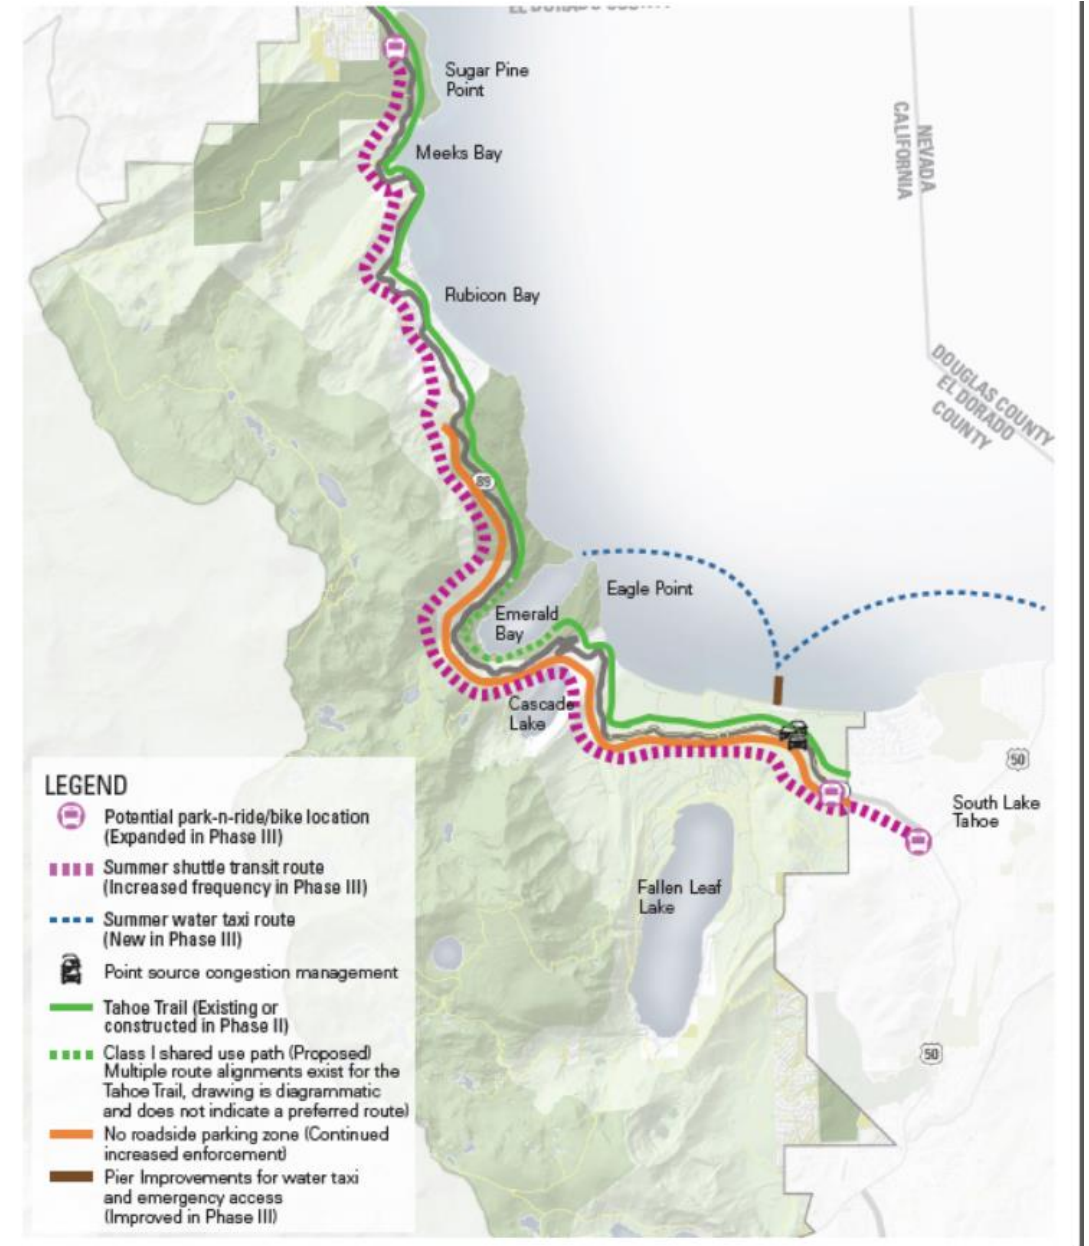 Sugar Pine
Point
Meeks Bay
NEVADA
CALIFORNIA
Rubicon Bay
DOUGLAS COUNTY
EL DORADO
COUNTY
89
Eagle Point
Emerald
Bay
Cascade
Lake
50
South Lake
Tahoe
Fallen Leaf
Lake
50
LEGEND
Potential park-n-ride/bike location
(Expanded in Phase III)
Summer shuttle transit route
(Increased frequency in Phase III)
Summer water taxi route
(New in Phase III)
Point source congestion management
Tahoe Trail (Existing or
constructed in Phase II)
Class I shared use path (Proposed)
Multiple route alignments exist for the
Tahoe Trail, drawing is diagrammatic
and does not indicate a preferred route)
No roadside parking zone (Continued
increased enforcement)
Pier Improvements for water taxi
and emergency access
(Improved in Phase III)